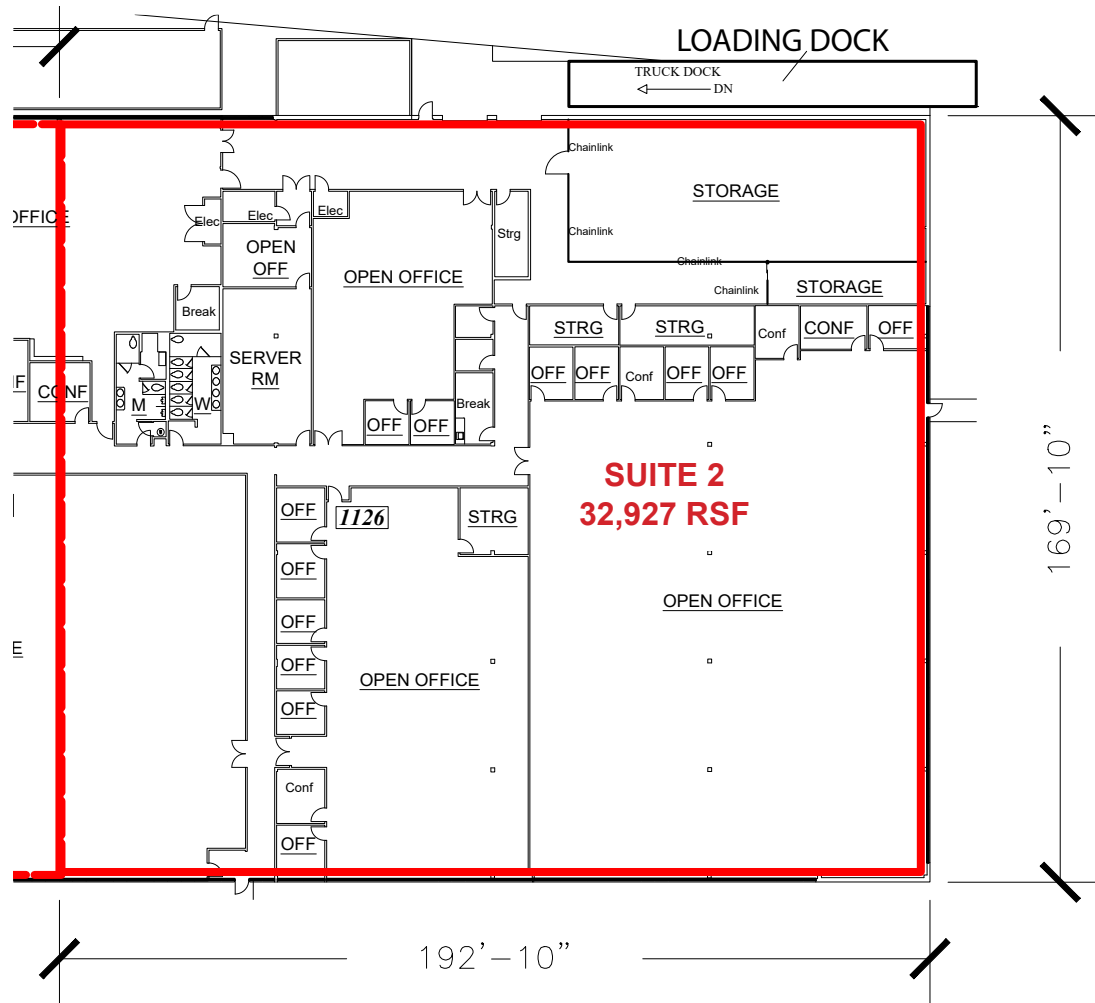 LOADING DOCK
TRUCK DOCK
DN
Chainlink
STORAGE
OFFICE
Elec
Elec
Elec
Strg
Chainlink
OPEN
OFF
OPEN OFFICE
Chainlink
Chainlink
STORAGE
Break
STRG
STRG
Conf
CONF
OFF
SERVER
RM
OFF
OFF
Conf
OFF
OFF
F
CONF
M
W
Break
OFF
OFF
SUITE 2
32,927 RSF
OFF
1126
STRG
169'-10"
OFF
OPEN OFFICE
OFF
E
OFF
OPEN OFFICE
OFF
Conf
OFF
192'-10"